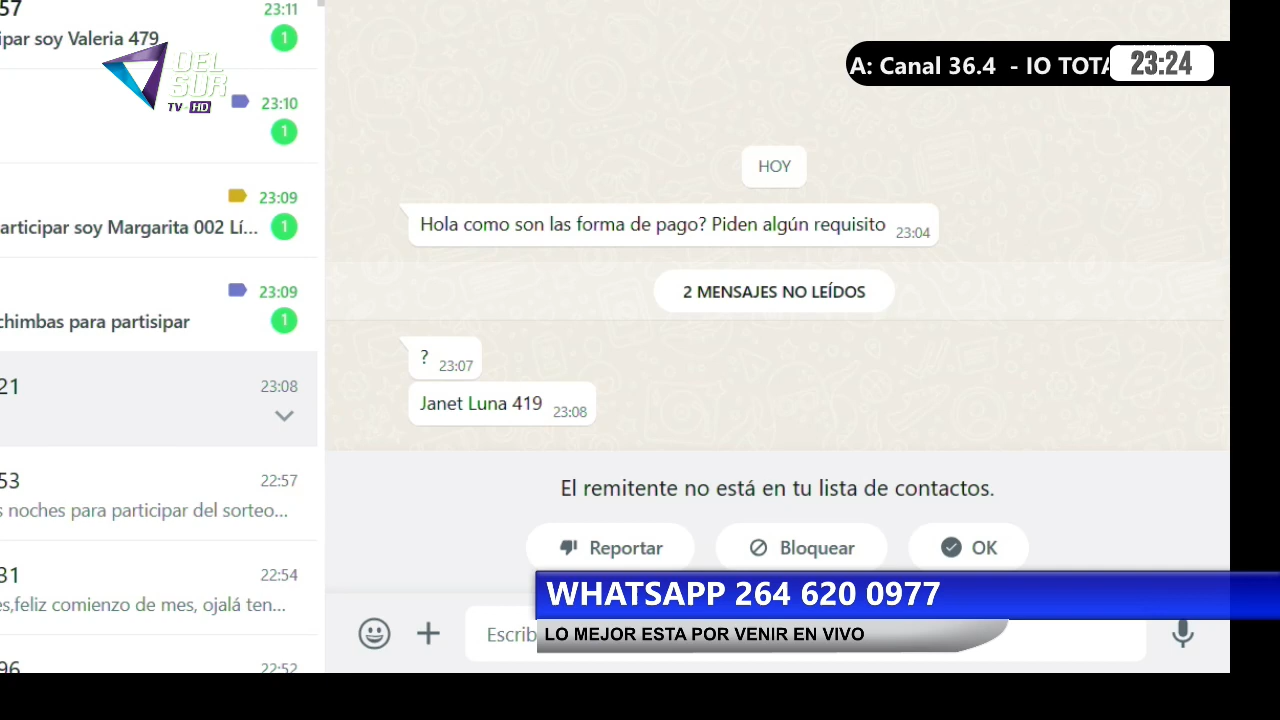 57
23:11
ipar soy Valeria 479
1
DEL
SUR
TV-HD
23:10
1
23:09
articipar soy Margarita 002 Lí...
1
23:09
chimbas para partisipar
1
21
23:08
53
22:57
s noches para participar del sorteo...
31
22:54
es,feliz comienzo de mes, ojalá ten...
96
22:52
A: Canal 36.4 - IO TOTA
23:24
HOY
Hola como son las forma de pago? Piden algún requisito 23:04
2 MENSAJES NO LEÍDOS
? 23:07
Janet Luna 419 23:08
El remitente no está en tu lista de contactos.
Reportar
Bloquear
OK
Escrib
WHATSAPP 264 620 0977
LO MEJOR ESTA POR VENIR EN VIVO